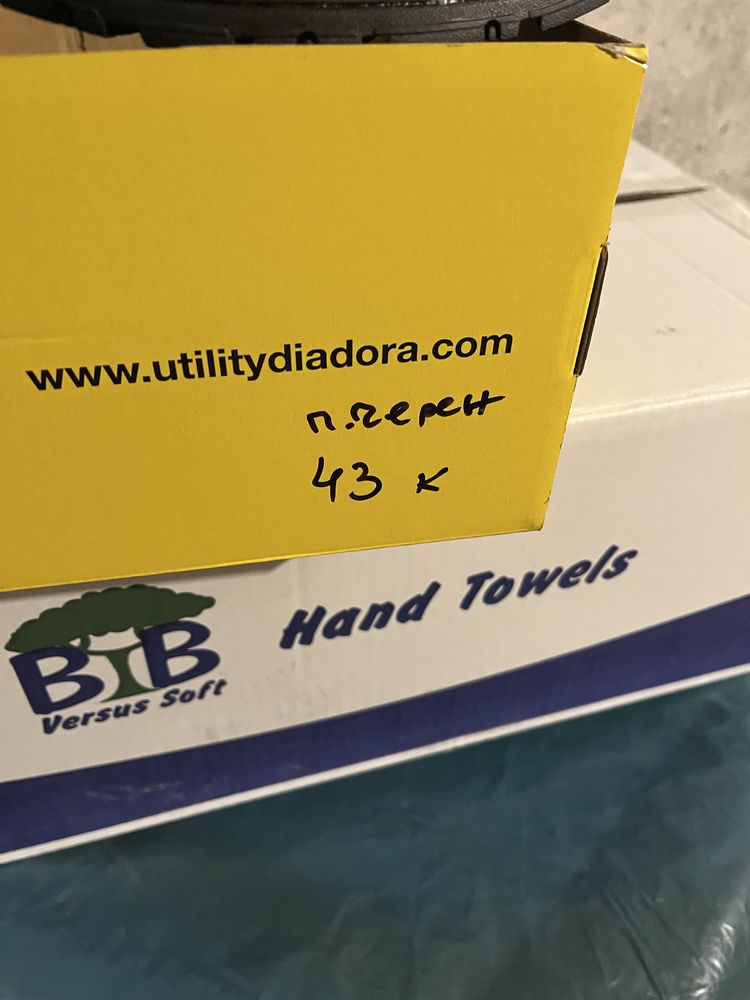 www.utilitydiadora.com
п.черен
43 к
BTB
Versus Soft
Hand Towels